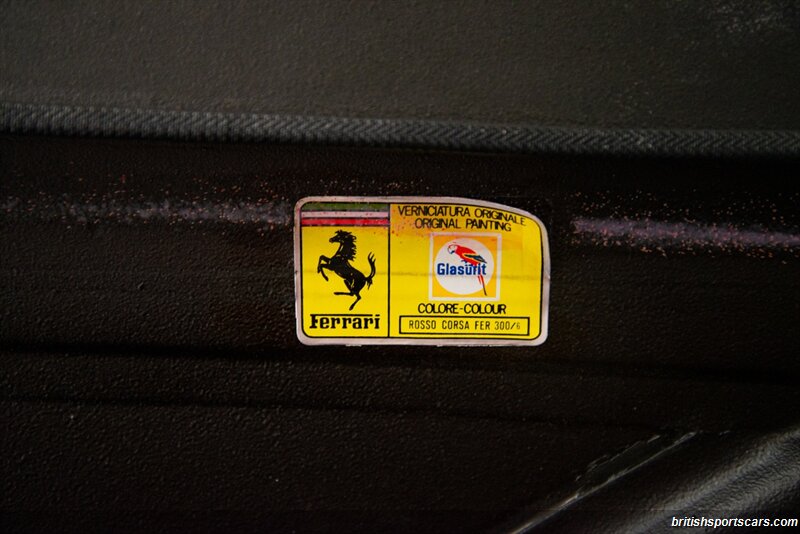 VERNICIATURA ORIGINALE
ORIGINAL PAINTING
Glasurit
COLORE-COLOUR
Ferrari
ROSSO CORSA FER 300/6
britishsportscars.com